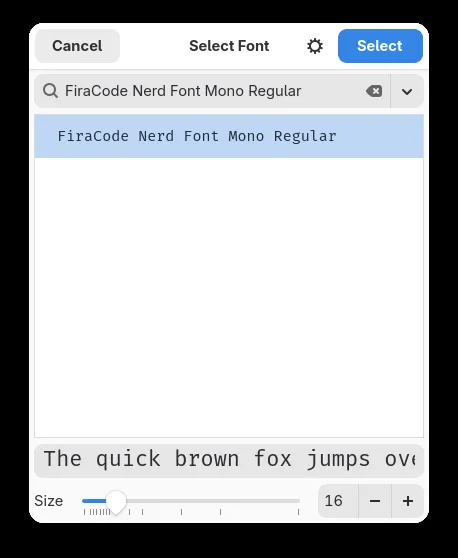 Cancel Select Font Select
FiraCode Nerd Font Mono Regular
FiraCode Nerd Font Mono Regular
The quick brown fox jumps ove
Size 16 − +